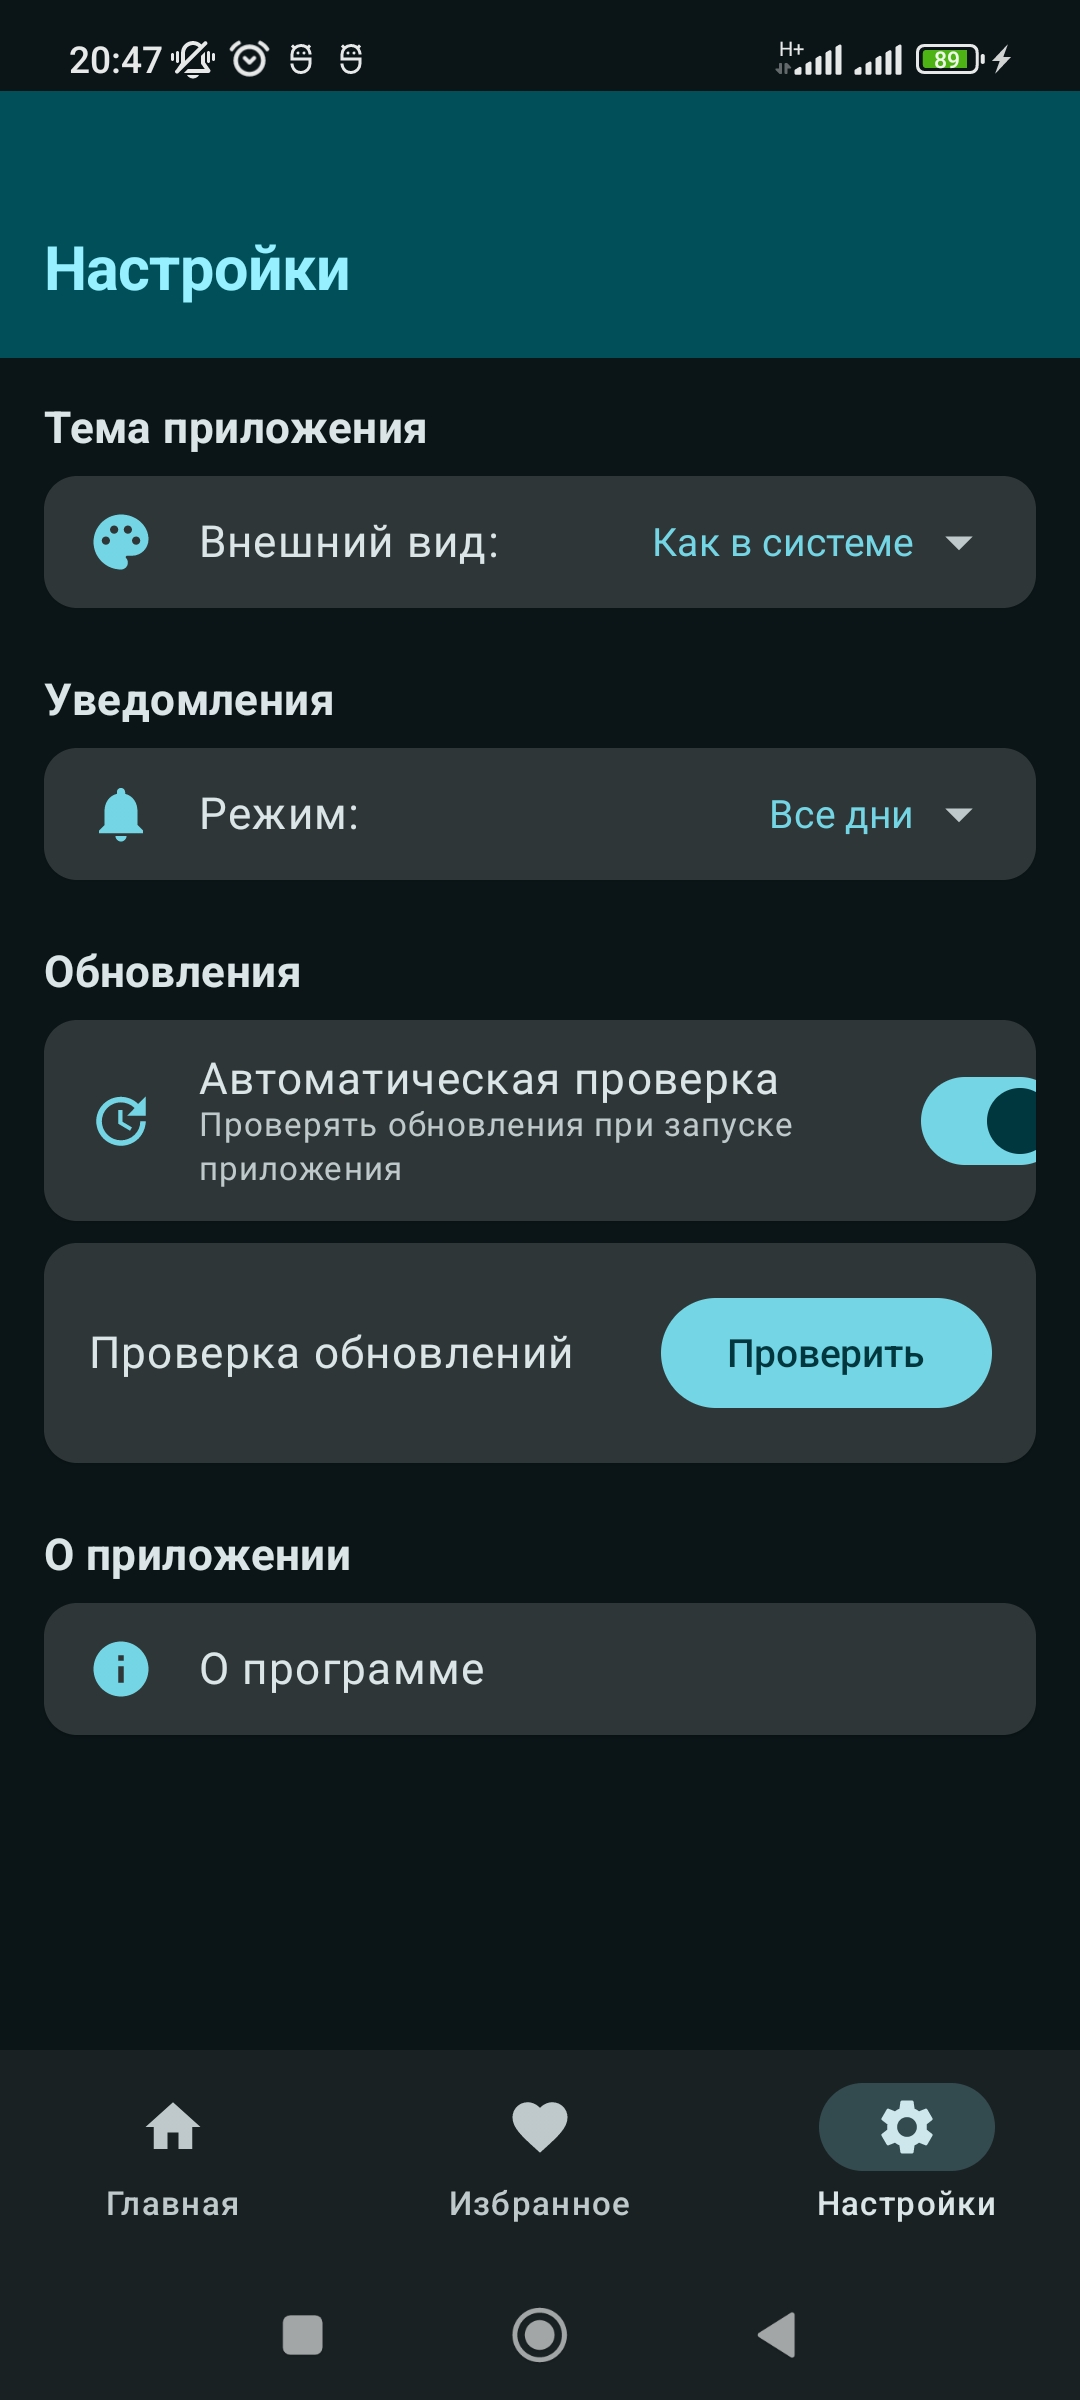 20:47
H+
89
Настройки
Тема приложения
Внешний вид:
Как в системе
Уведомления
Режим:
Все дни
Обновления
Автоматическая проверка
Проверять обновления при запуске
приложения
Проверка обновлений
Проверить
О приложении
О программе
Главная
Избранное
Настройки